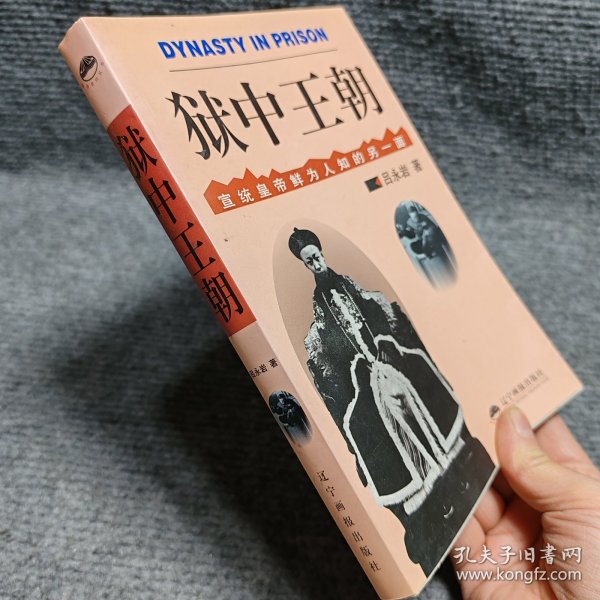 DYNASTY IN PRISON
狱中王朝
宣统皇帝鲜为人知的另一面
吕永岩 著
辽宁画报出版社
狱中王朝
吕永岩 著
辽宁画报出版社
孔夫子旧书网
www.kongfz.com